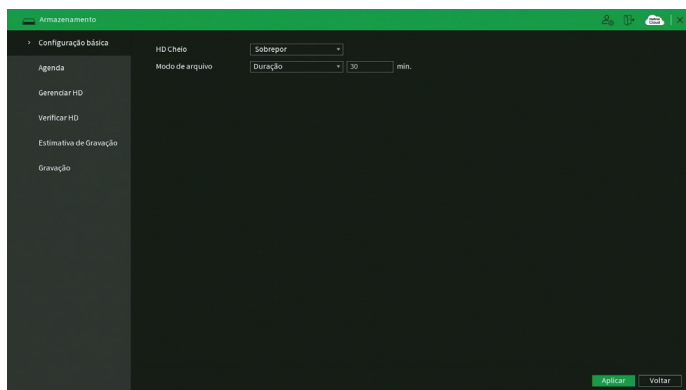 Armazenamento
Configuração básica
Agenda
Gerenciar HD
Verificar HD
Estimativa de Gravação
Gravação
HD Cheio Sobrepor
Modo de arquivo Duração 30 min.
Aplicar Voltar